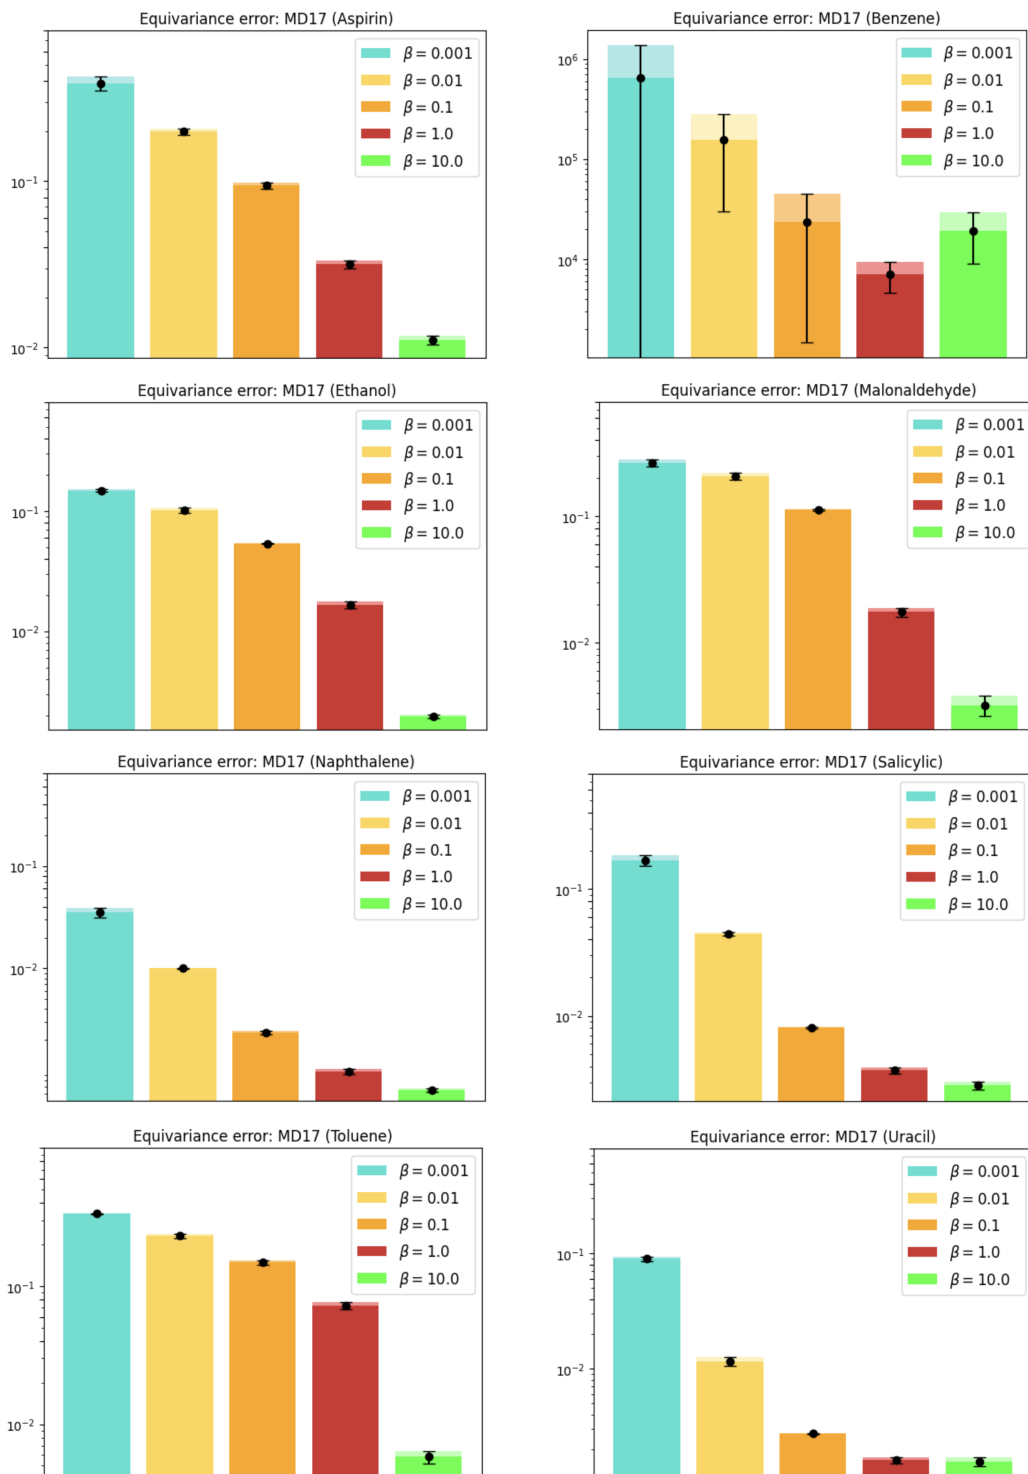 Equivariance error: MD17 (Aspirin)
10⁻¹
10⁻²
β = 0.001
β = 0.01
β = 0.1
β = 1.0
β = 10.0
Equivariance error: MD17 (Benzene)
10⁶
10⁵
10⁴
β = 0.001
β = 0.01
β = 0.1
β = 1.0
β = 10.0
Equivariance error: MD17 (Ethanol)
10⁻¹
10⁻²
β = 0.001
β = 0.01
β = 0.1
β = 1.0
β = 10.0
Equivariance error: MD17 (Malonaldehyde)
10⁻¹
10⁻²
β = 0.001
β = 0.01
β = 0.1
β = 1.0
β = 10.0
Equivariance error: MD17 (Naphthalene)
10⁻¹
10⁻²
β = 0.001
β = 0.01
β = 0.1
β = 1.0
β = 10.0
Equivariance error: MD17 (Salicylic)
10⁻¹
10⁻²
β = 0.001
β = 0.01
β = 0.1
β = 1.0
β = 10.0
Equivariance error: MD17 (Toluene)
10⁻¹
10⁻²
β = 0.001
β = 0.01
β = 0.1
β = 1.0
β = 10.0
Equivariance error: MD17 (Uracil)
10⁻¹
10⁻²
β = 0.001
β = 0.01
β = 0.1
β = 1.0
β = 10.0